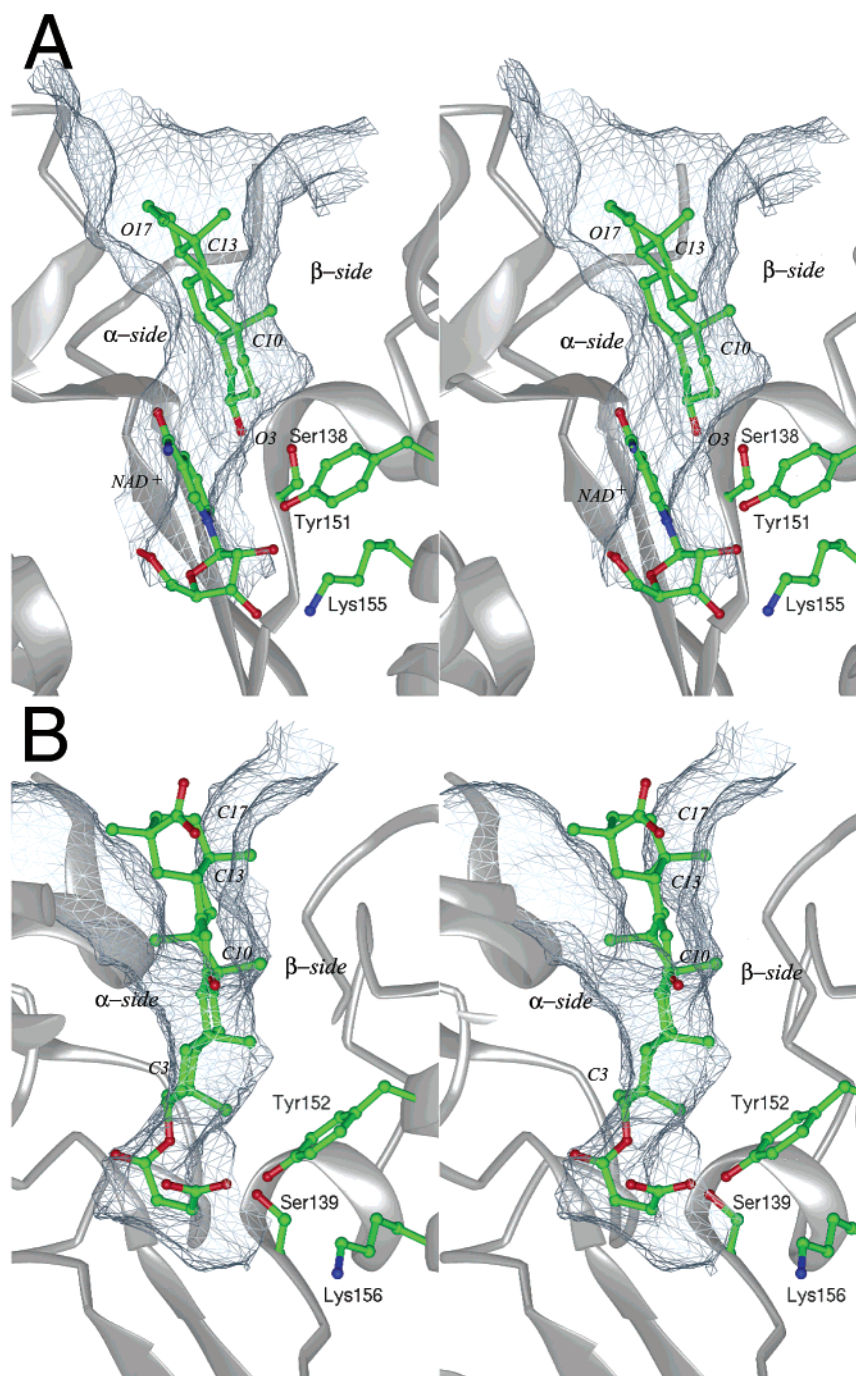 A
O17
C13
β-side
α-side
C10
O3
Ser138
NAD+
Tyr151
Lys155
O17
C13
β-side
α-side
C10
O3
Ser138
NAD+
Tyr151
Lys155
B
C17
C13
C10
β-side
α-side
C3
Tyr152
Ser139
Lys156
C17
C13
C10
β-side
α-side
C3
Tyr152
Ser139
Lys156